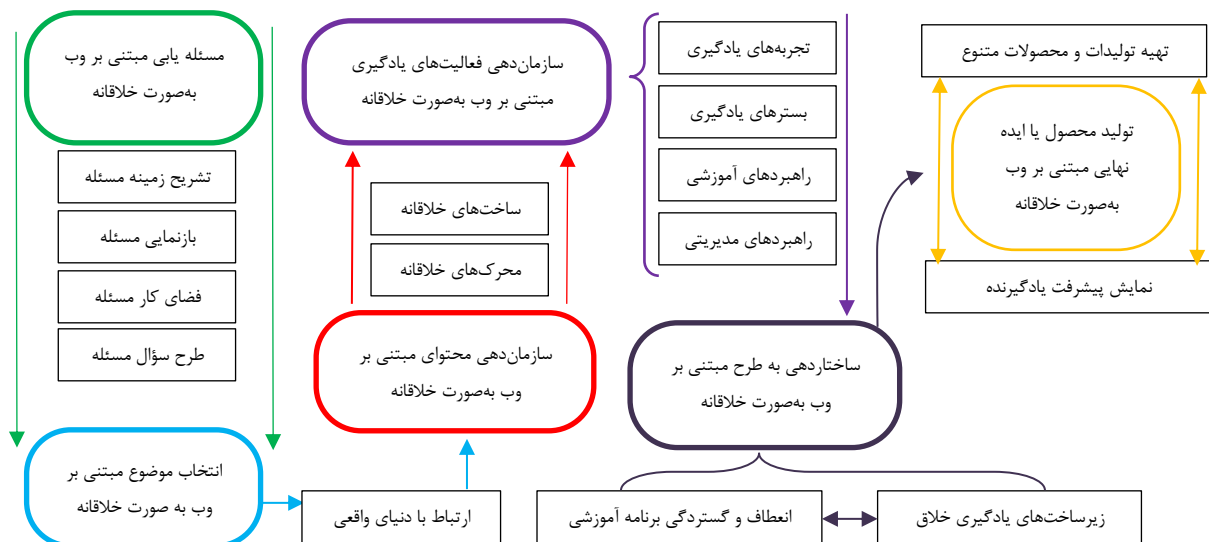 مسئله یابی مبتنی بر وب
به‌صورت خلاقانه
تشریح زمینه مسئله
بازنمایی مسئله
فضای کار مسئله
طرح سؤال مسئله
انتخاب موضوع مبتنی بر
وب به صورت خلاقانه
ارتباط با دنیای واقعی
سازمان‌دهی محتوای مبتنی بر
وب به‌صورت خلاقانه
ساخت‌های خلاقانه
محرک‌های خلاقانه
سازمان‌دهی فعالیت‌های یادگیری
مبتنی بر وب به‌صورت خلاقانه
تجربه‌های یادگیری
بسترهای یادگیری
راهبردهای آموزشی
راهبردهای مدیریتی
ساختاردهی به طرح مبتنی بر
وب به‌صورت خلاقانه
انعطاف و گستردگی برنامه آموزشی
زیرساخت‌های یادگیری خلاق
تهیه تولیدات و محصولات متنوع
تولید محصول یا ایده
نهایی مبتنی بر وب
به‌صورت خلاقانه
نمایش پیشرفت یادگیرنده